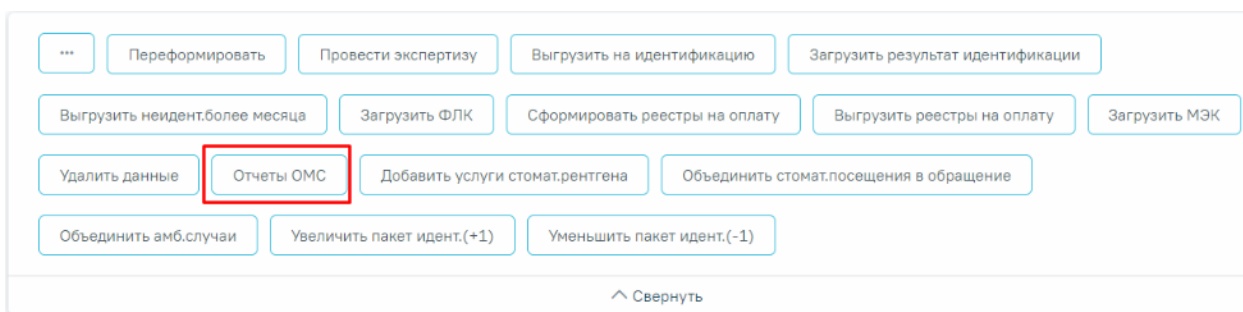 ... Переформировать Провести экспертизу Выгрузить на идентификацию Загрузить результат идентификации
Выгрузить неидент.более месяца Загрузить ФЛК Сформировать реестры на оплату Выгрузить реестры на оплату Загрузить МЭК
Удалить данные Отчеты ОМС Добавить услуги стомат.рентгена Объединить стомат.посещения в обращение
Объединить амб.случаи Увеличить пакет идент.(+1) Уменьшить пакет идент.(-1)
Свернуть